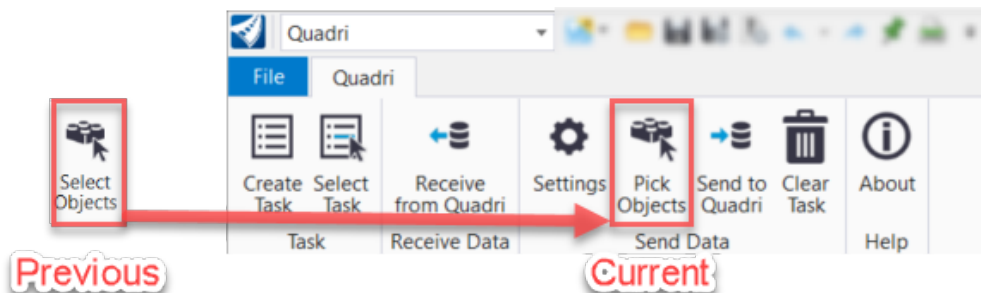 Quadri
File Quadri
Select
Objects
Create
Task
Select
Task
Receive
from Quadri
Settings
Pick
Objects
Send to
Quadri
Clear
Task
About
Task
Receive Data
Send Data
Help
Previous
Current